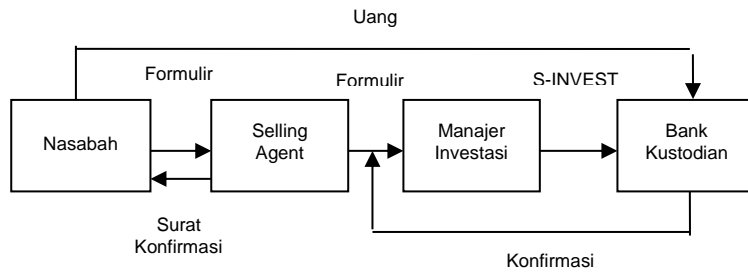 Uang
Formulir
Formulir
S-INVEST
Nasabah
Selling
Agent
Manajer
Investasi
Bank
Kustodian
Surat
Konfirmasi
Konfirmasi